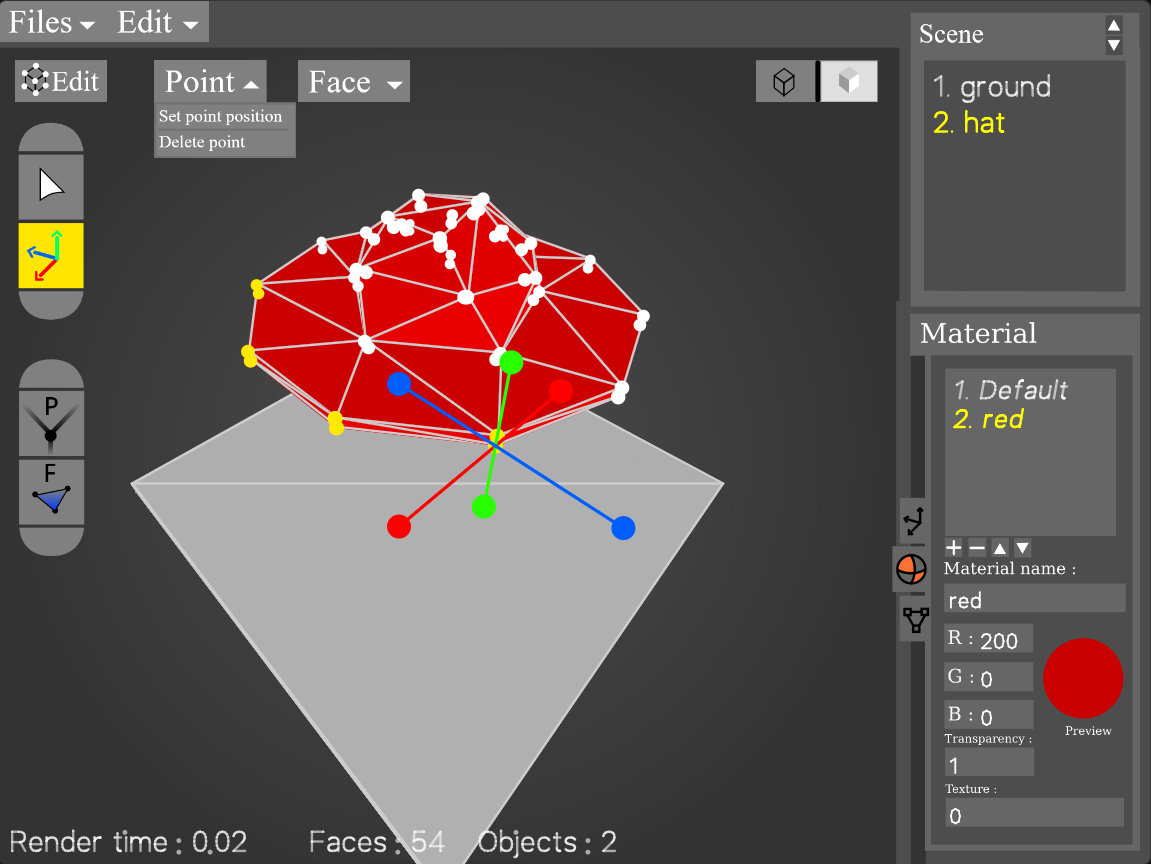 Files Edit
Edit
Point
Face
Set point position
Delete point
P
F
Scene
1. ground
2. hat
Material
1. Default
2. red
Material name :
red
R : 200
G : 0
B : 0
Preview
Transparency :
1
Texture :
0
Render time : 0.02 Faces : 54 Objects : 2